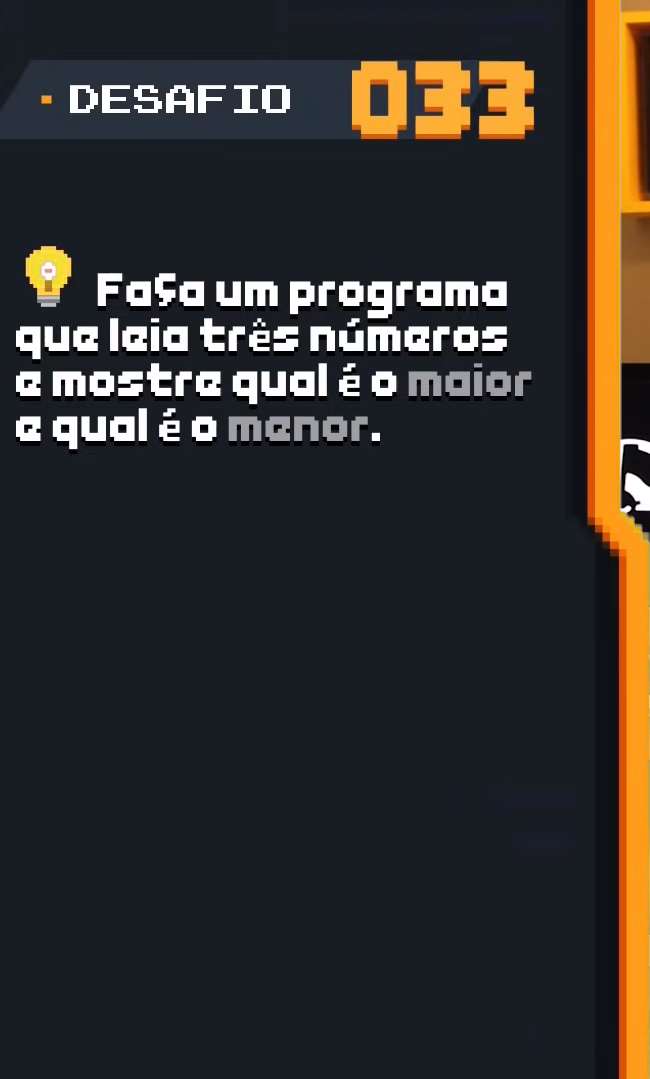 DESAFIO 033
Faça um programa
que leia três números
e mostre qual é o maior
e qual é o menor.